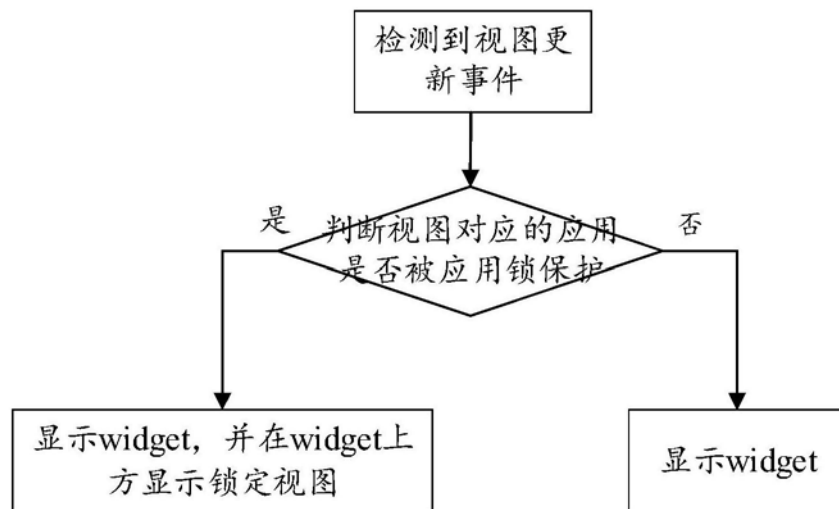 检测到视图更
新事件
是
判断视图对应的应用
是否被应用锁保护
否
显示widget，并在widget上
方显示锁定视图
显示widget